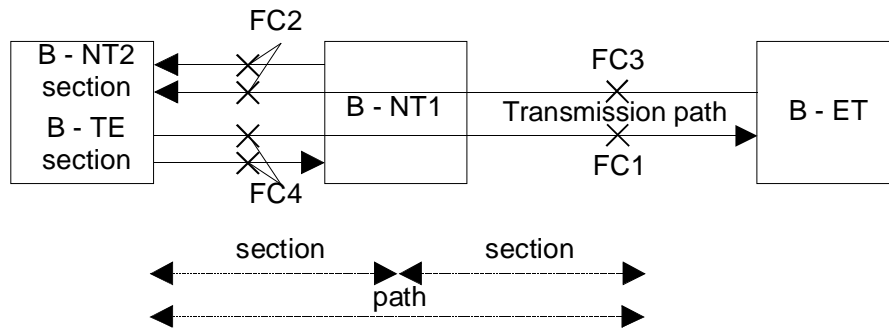 FC2
B - NT2
section
B - TE
section
FC4
B - NT1
FC3
Transmission path
FC1
B - ET
section
section
path